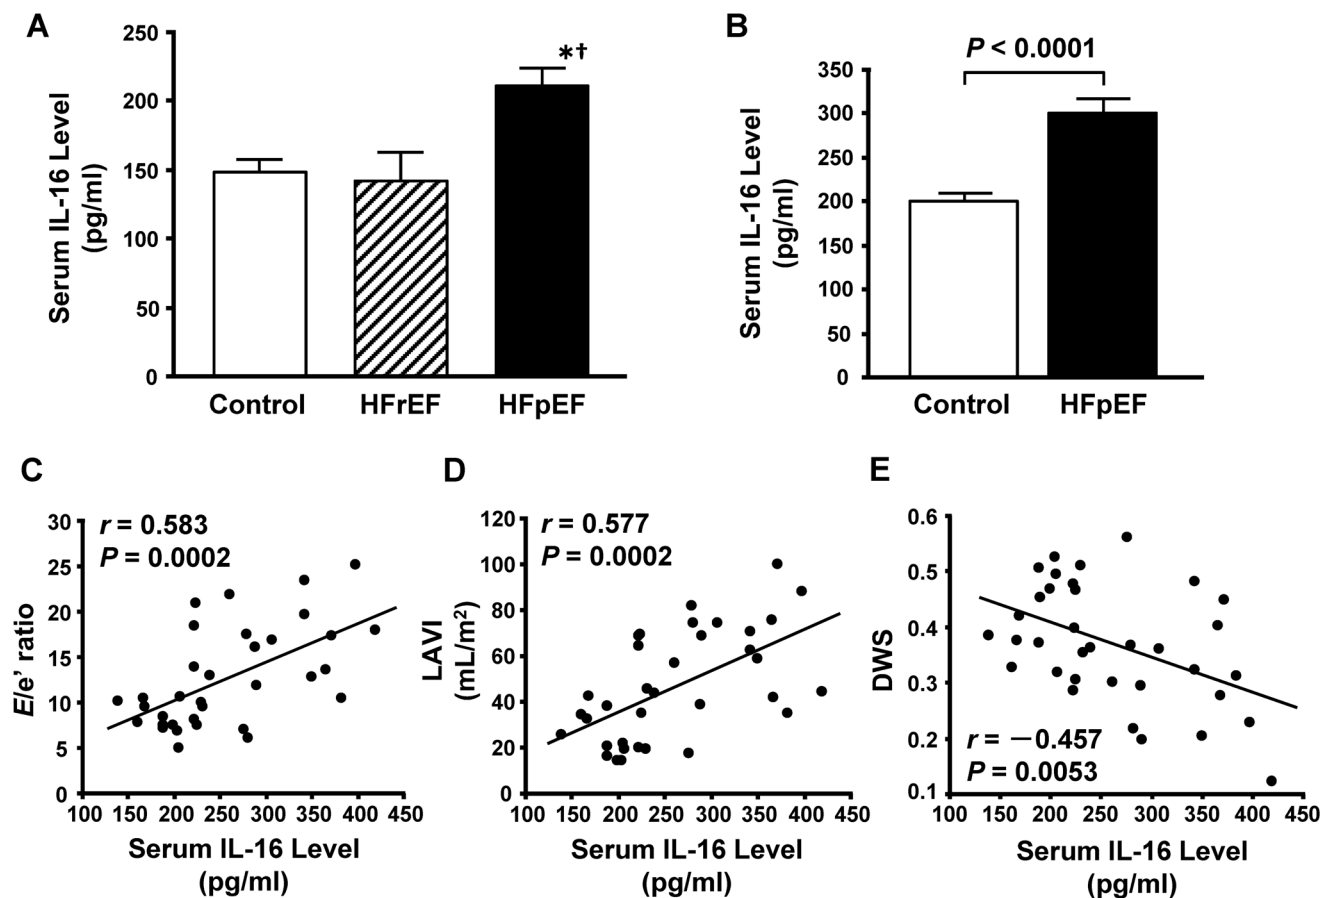 A
250
200
150
100
50
0
Serum IL-16 Level
(pg/ml)
*†
Control
HFrEF
HFpEF
B
P < 0.0001
350
300
250
200
150
100
50
0
Serum IL-16 Level
(pg/ml)
Control
HFpEF
C
r = 0.583
P = 0.0002
30
25
20
15
10
5
0
E/e' ratio
100 150 200 250 300 350 400 450
Serum IL-16 Level
(pg/ml)
D
r = 0.577
P = 0.0002
120
100
80
60
40
20
0
LAVI
(mL/m²)
100 150 200 250 300 350 400 450
Serum IL-16 Level
(pg/ml)
E
0.6
0.5
0.4
0.3
0.2
0.1
DWS
r = −0.457
P = 0.0053
100 150 200 250 300 350 400 450
Serum IL-16 Level
(pg/ml)